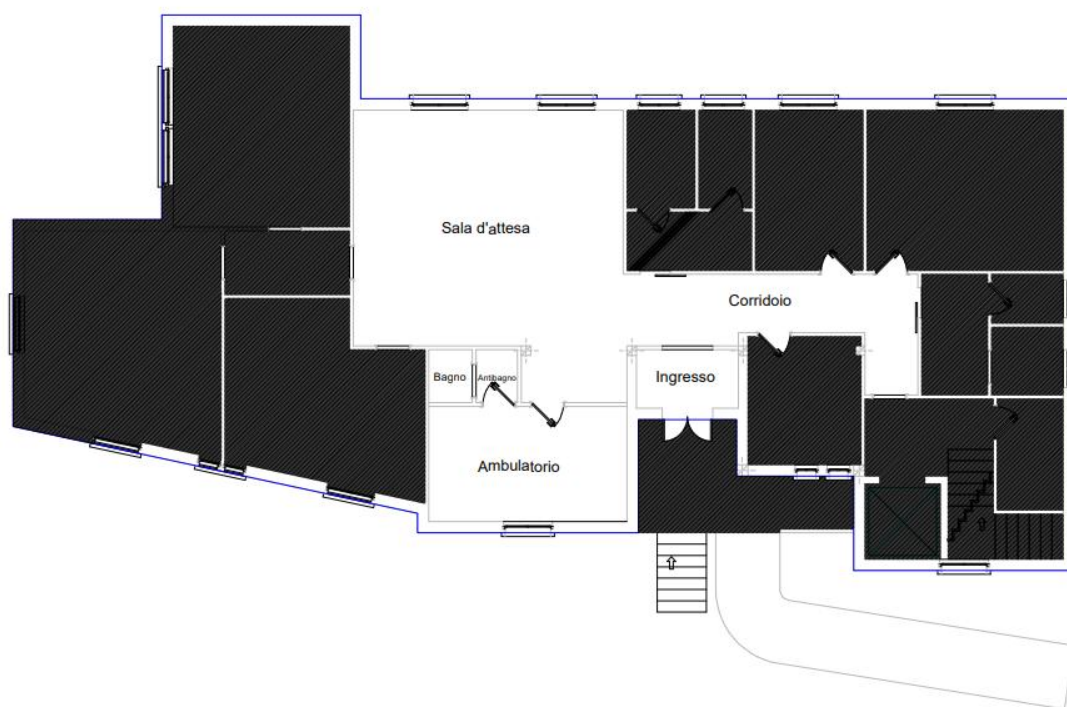 Sala d'attesa
Corridoio
Bagno
Antibagno
Ingresso
Ambulatorio